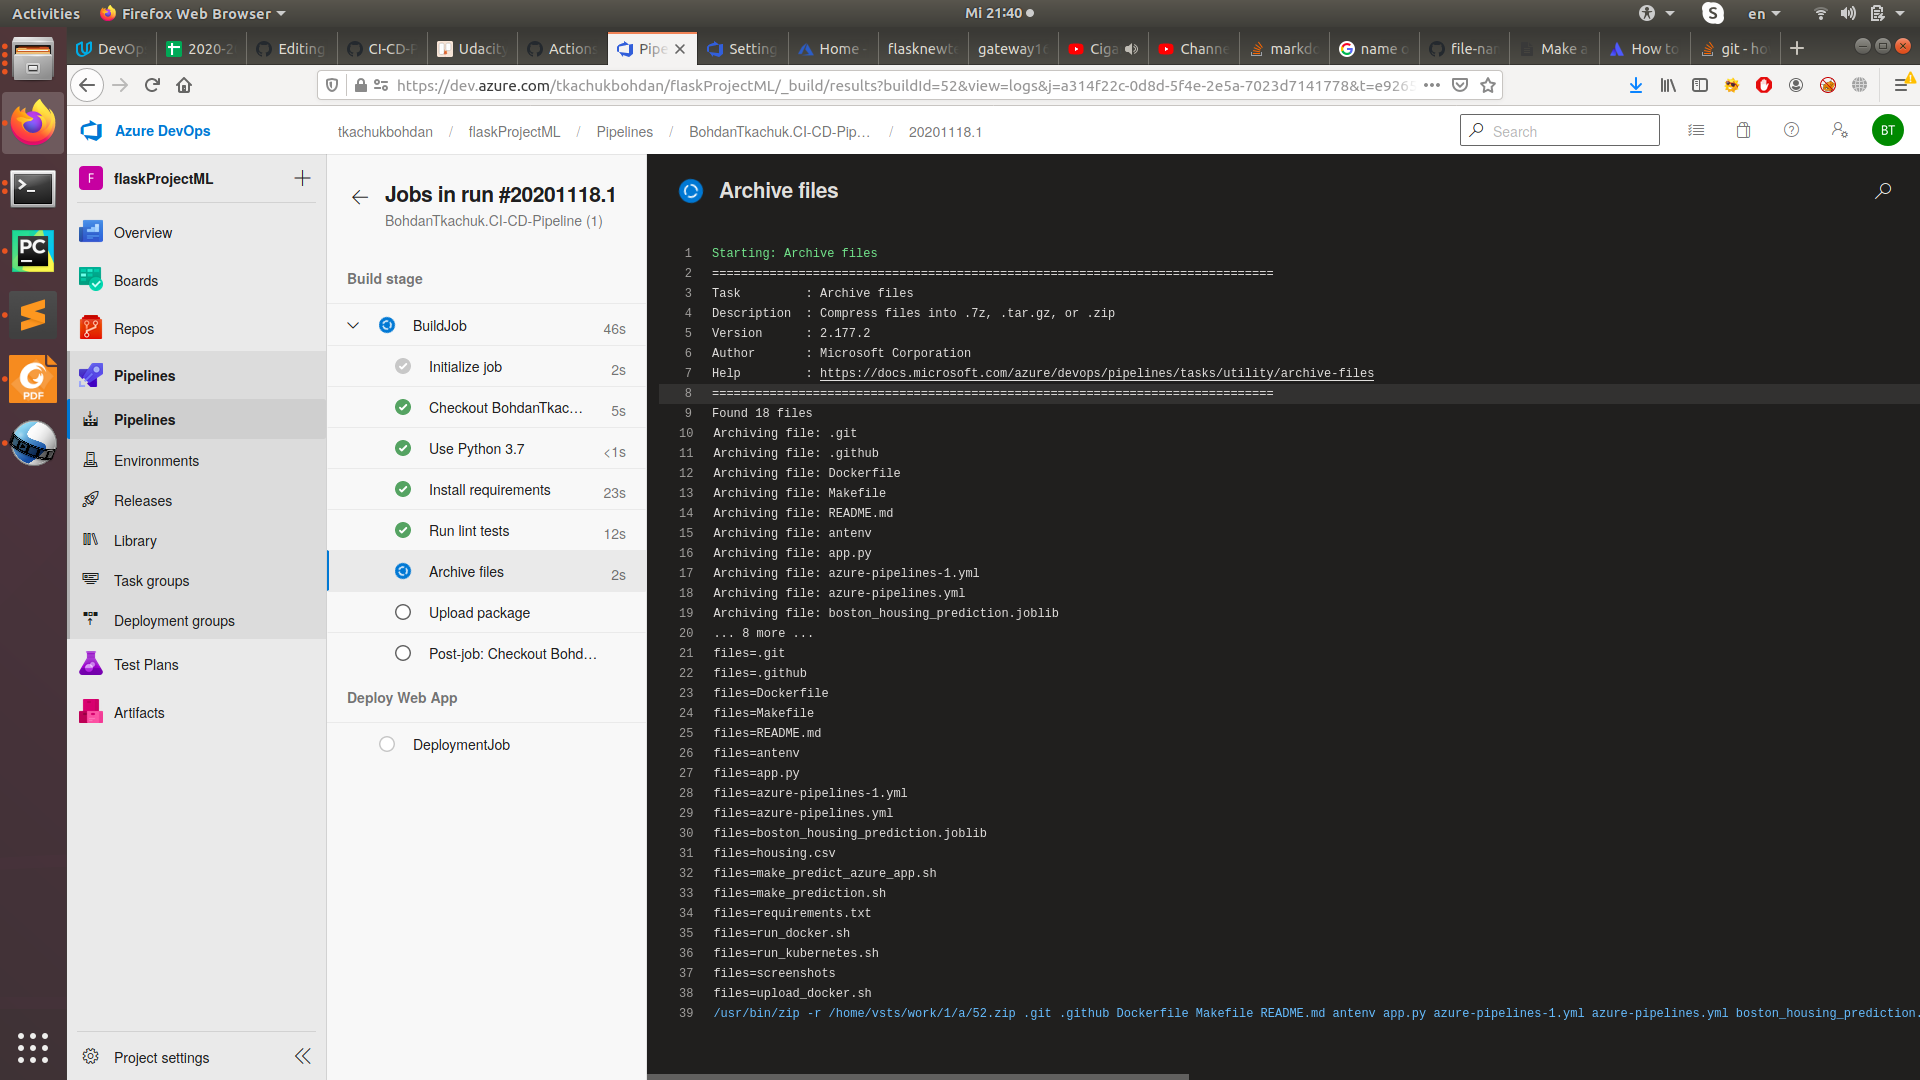 Activities
Firefox Web Browser
Mi 21:40
en
DevO
2020-2
Editing
CI-CD-P
Udacity
Actions
Pipe
Setting
Home -
flasknewte
gateway1
Ciga
Channe
markdo
name o
file-nam
Make a
How to
git - ho
https://dev.azure.com/tkachukbohdan/flaskProjectML/_build/results?buildId=52&view=logs&j=a314f22c-0d8d-5f4e-2e5a-7023d7141778&t=e9265
Azure DevOps
tkachukbohdan / flaskProjectML / Pipelines / BohdanTkachuk.CI-CD-Pip… / 20201118.1
Search
BT
F flaskProjectML
Overview
Boards
Repos
Pipelines
Pipelines
Environments
Releases
Library
Task groups
Deployment groups
Test Plans
Artifacts
Project settings
Jobs in run #20201118.1
BohdanTkachuk.CI-CD-Pipeline (1)
Build stage
BuildJob 46s
Initialize job 2s
Checkout BohdanTkac… 5s
Use Python 3.7 <1s
Install requirements 23s
Run lint tests 12s
Archive files 2s
Upload package
Post-job: Checkout Bohd…
Deploy Web App
DeploymentJob
Archive files
1 Starting: Archive files
2 ==============================================================================
3 Task : Archive files
4 Description : Compress files into .7z, .tar.gz, or .zip
5 Version : 2.177.2
6 Author : Microsoft Corporation
7 Help : https://docs.microsoft.com/azure/devops/pipelines/tasks/utility/archive-files
8 ==============================================================================
9 Found 18 files
10 Archiving file: .git
11 Archiving file: .github
12 Archiving file: Dockerfile
13 Archiving file: Makefile
14 Archiving file: README.md
15 Archiving file: antenv
16 Archiving file: app.py
17 Archiving file: azure-pipelines-1.yml
18 Archiving file: azure-pipelines.yml
19 Archiving file: boston_housing_prediction.joblib
20 ... 8 more ...
21 files=.git
22 files=.github
23 files=Dockerfile
24 files=Makefile
25 files=README.md
26 files=antenv
27 files=app.py
28 files=azure-pipelines-1.yml
29 files=azure-pipelines.yml
30 files=boston_housing_prediction.joblib
31 files=housing.csv
32 files=make_predict_azure_app.sh
33 files=make_prediction.sh
34 files=requirements.txt
35 files=run_docker.sh
36 files=run_kubernetes.sh
37 files=screenshots
38 files=upload_docker.sh
39 /usr/bin/zip -r /home/vsts/work/1/a/52.zip .git .github Dockerfile Makefile README.md antenv app.py azure-pipelines-1.yml azure-pipelines.yml boston_housing_prediction.